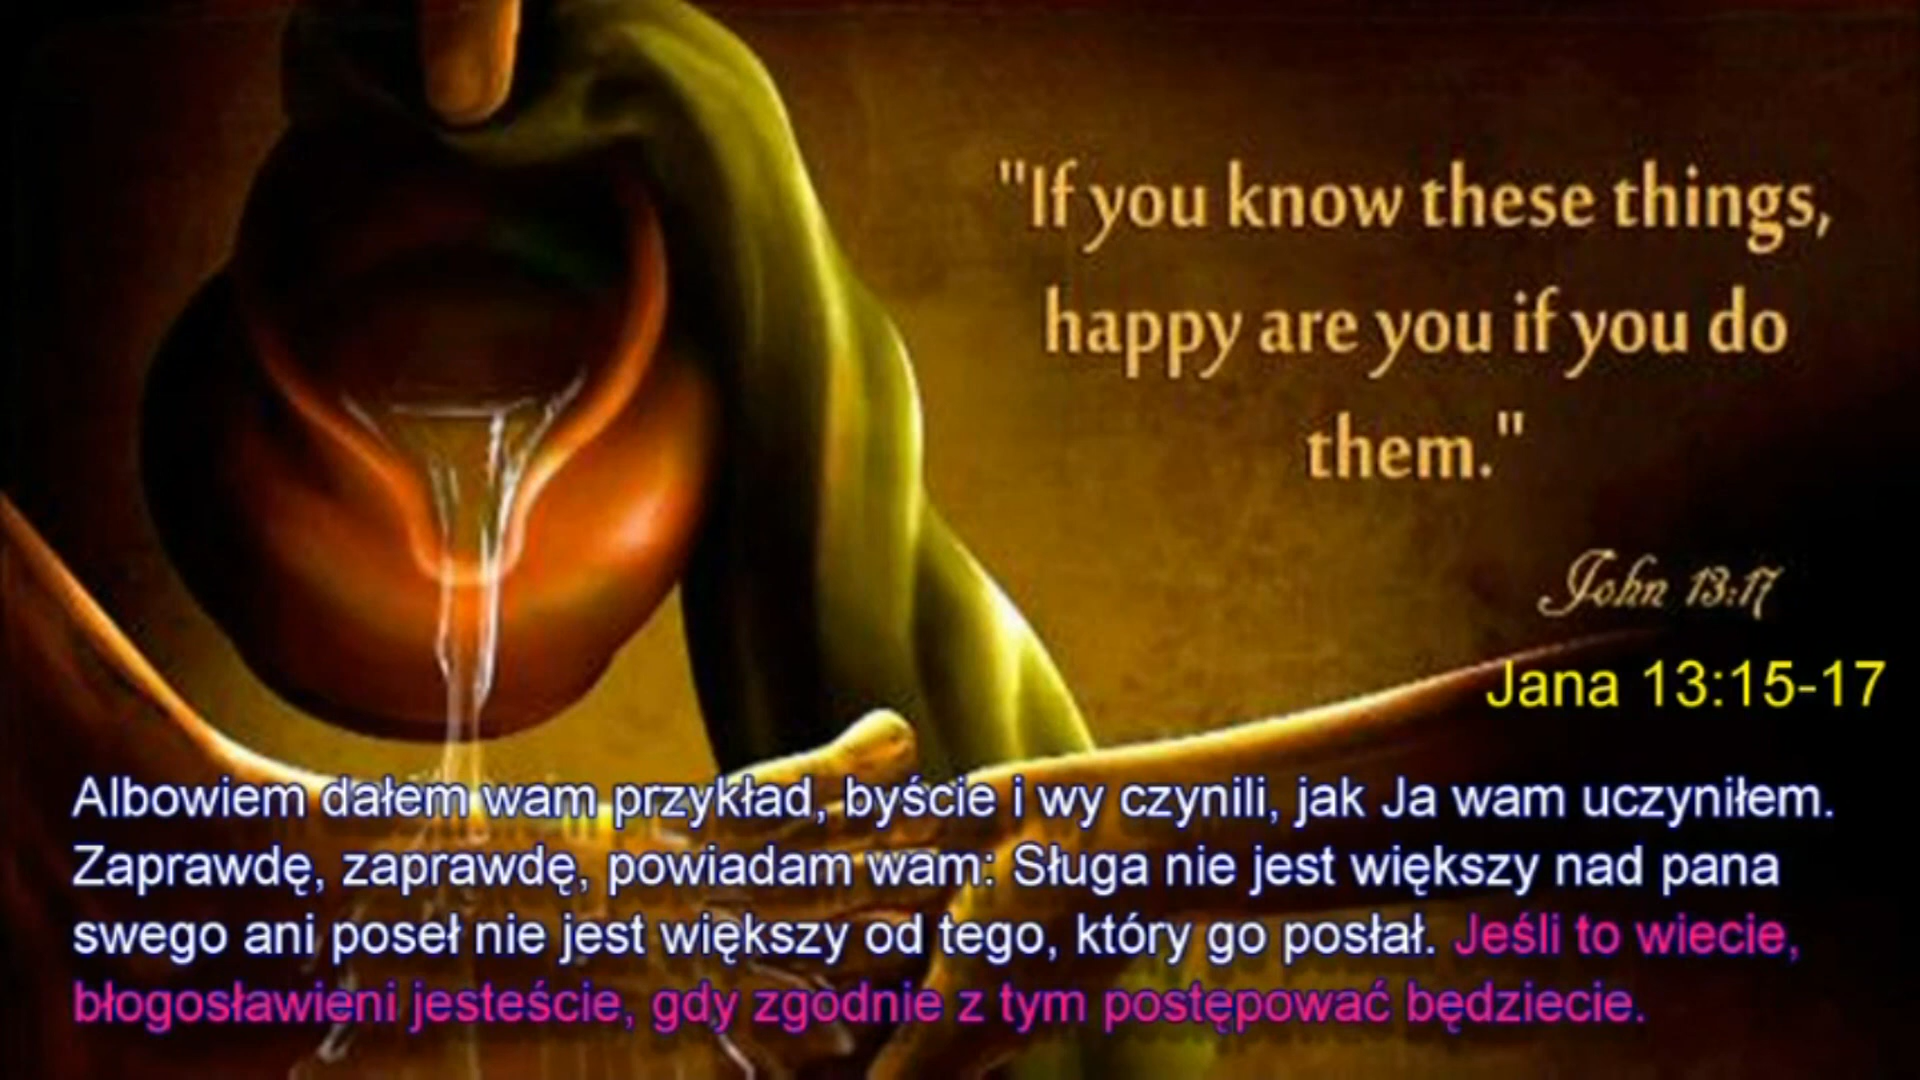 "If you know these things,
happy are you if you do
them."
John 13:17
Jana 13:15-17
Albowiem dałem wam przykład, byście i wy czynili, jak Ja wam uczyniłem.
Zaprawdę, zaprawdę, powiadam wam: Sługa nie jest większy nad pana
swego ani poseł nie jest większy od tego, który go posłał. Jeśli to wiecie,
błogosławieni jesteście, gdy zgodnie z tym postępować będziecie.